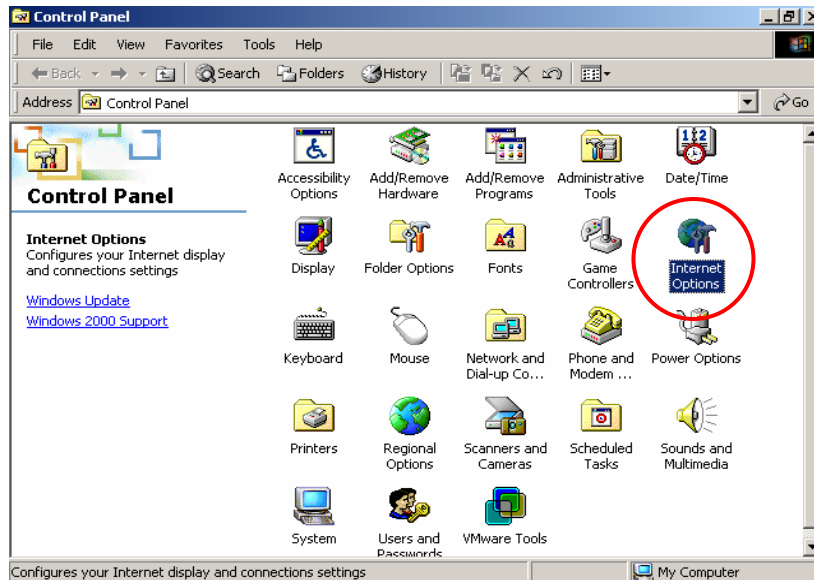 Control Panel
File Edit View Favorites Tools Help
Back Search Folders History
Address Control Panel Go
Control Panel
Internet Options
Configures your Internet display
and connections settings
Windows Update
Windows 2000 Support
Accessibility
Options
Add/Remove
Hardware
Add/Remove
Programs
Administrative
Tools
Date/Time
Display
Folder Options
Fonts
Game
Controllers
Internet
Options
Keyboard
Mouse
Network and
Dial-up Co...
Phone and
Modem ...
Power Options
Printers
Regional
Options
Scanners and
Cameras
Scheduled
Tasks
Sounds and
Multimedia
System
Users and
Passwords
VMware Tools
Configures your Internet display and connections settings My Computer